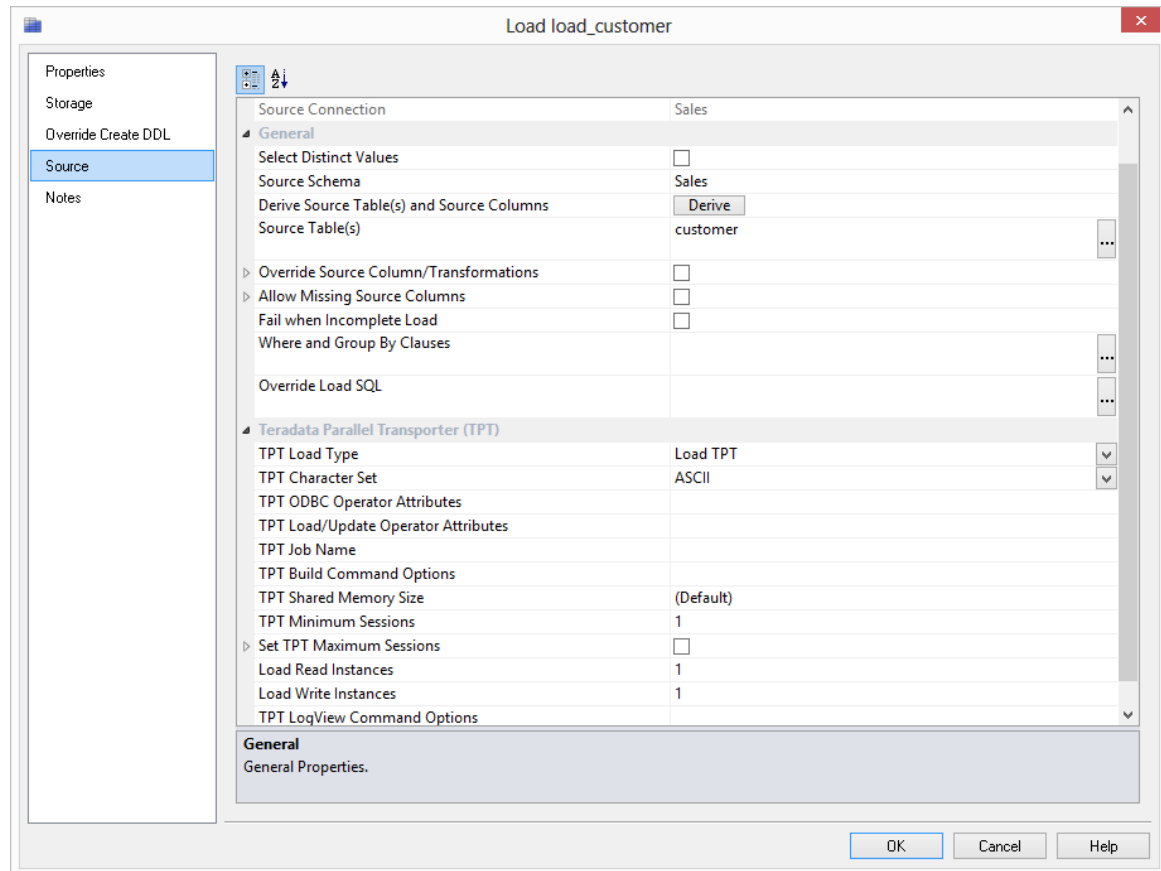 Load load_customer
Properties
Storage
Override Create DDL
Source
Notes
Source Connection Sales
General
Select Distinct Values
Source Schema Sales
Derive Source Table(s) and Source Columns Derive
Source Table(s) customer
...
Override Source Column/Transformations
Allow Missing Source Columns
Fail when Incomplete Load
Where and Group By Clauses
...
Override Load SQL
...
Teradata Parallel Transporter (TPT)
TPT Load Type Load TPT
TPT Character Set ASCII
TPT ODBC Operator Attributes
TPT Load/Update Operator Attributes
TPT Job Name
TPT Build Command Options
TPT Shared Memory Size (Default)
TPT Minimum Sessions 1
Set TPT Maximum Sessions
Load Read Instances 1
Load Write Instances 1
TPT LogView Command Options
General
General Properties.
OK Cancel Help